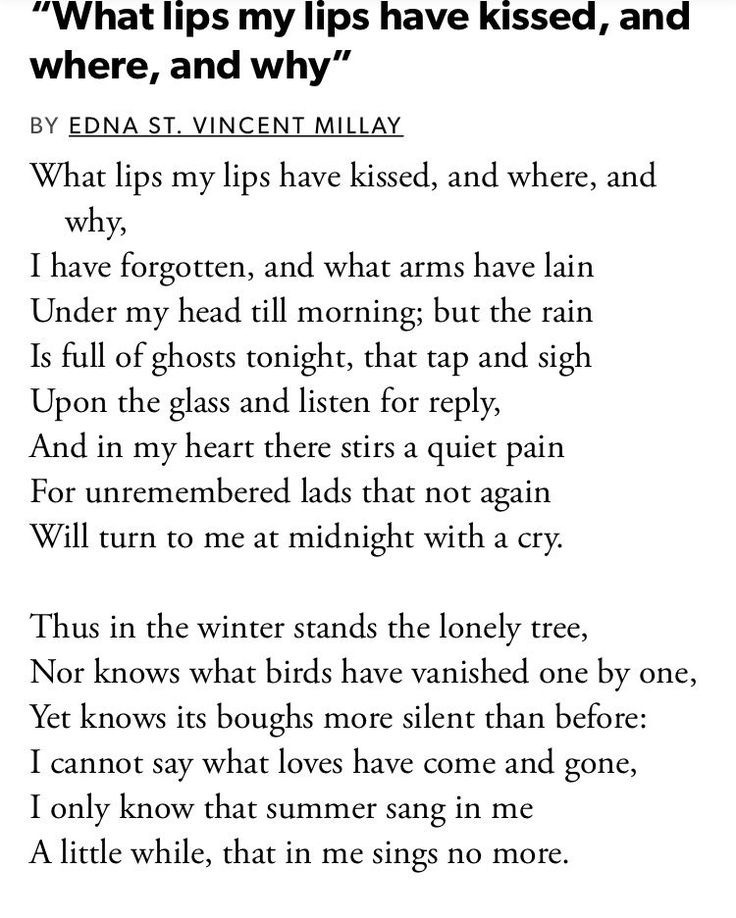 “What lips my lips have kissed, and
where, and why”
BY EDNA ST. VINCENT MILLAY
What lips my lips have kissed, and where, and
why,
I have forgotten, and what arms have lain
Under my head till morning; but the rain
Is full of ghosts tonight, that tap and sigh
Upon the glass and listen for reply,
And in my heart there stirs a quiet pain
For unremembered lads that not again
Will turn to me at midnight with a cry.

Thus in the winter stands the lonely tree,
Nor knows what birds have vanished one by one,
Yet knows its boughs more silent than before:
I cannot say what loves have come and gone,
I only know that summer sang in me
A little while, that in me sings no more.